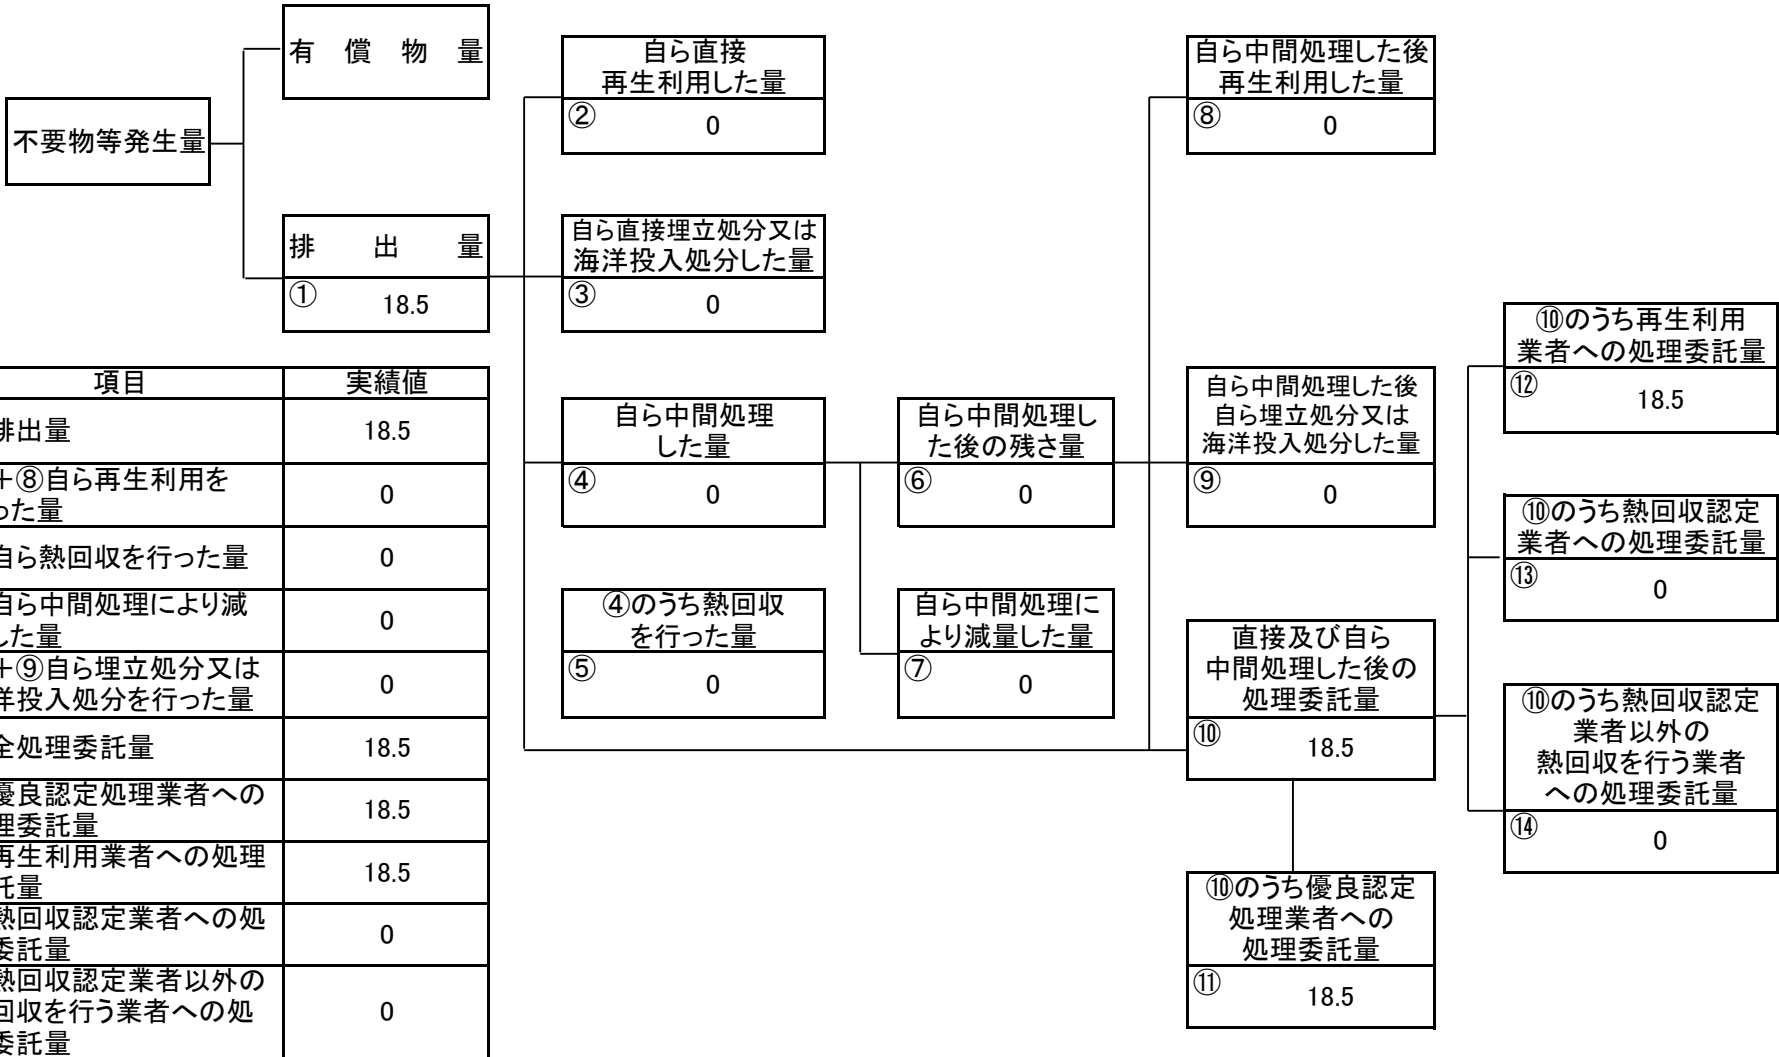 有償物量
不要物等発生量
排出量
① 18.5
自ら直接
再生利用した量
② 0
自ら直接埋立処分又は
海洋投入処分した量
③ 0
自ら中間処理
した量
④ 0
④のうち熱回収
を行った量
⑤ 0
自ら中間処理し
た後の残さ量
⑥ 0
自ら中間処理に
より減量した量
⑦ 0
自ら中間処理した後
再生利用した量
⑧ 0
自ら中間処理した後
自ら埋立処分又は
海洋投入処分した量
⑨ 0
直接及び自ら
中間処理した後の
処理委託量
⑩ 18.5
⑩のうち優良認定
処理業者への
処理委託量
⑪ 18.5
⑩のうち再生利用
業者への処理委託量
⑫ 18.5
⑩のうち熱回収認定
業者への処理委託量
⑬ 0
⑩のうち熱回収認定
業者以外の
熱回収を行う業者
への処理委託量
⑭ 0
項目 実績値
排出量 18.5
+⑧自ら再生利用を
った量 0
自ら熱回収を行った量 0
自ら中間処理により減
した量 0
+⑨自ら埋立処分又は
洋投入処分を行った量 0
全処理委託量 18.5
優良認定処理業者への
理委託量 18.5
再生利用業者への処理
託量 18.5
熱回収認定業者への処
委託量 0
熱回収認定業者以外の
回収を行う業者への処
委託量 0